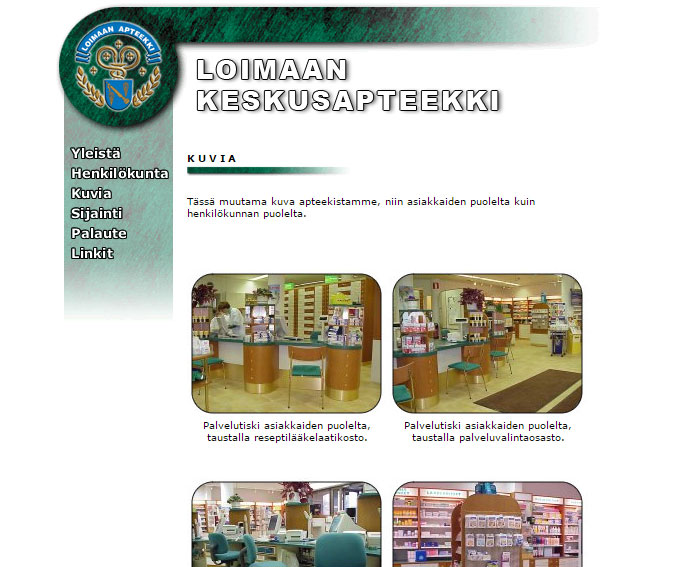 LOIMAAN APTEEKKI
LOIMAAN
KESKUSAPTEEKKI
Yleistä
Henkilökunta
Kuvia
Sijainti
Palaute
Linkit
KUVIA
Tässä muutama kuva apteekistamme, niin asiakkaiden puolelta kuin
henkilökunnan puolelta.
Palvelutiski asiakkaiden puolelta,
taustalla reseptilääkelaatikosto.
Palvelutiski asiakkaiden puolelta,
taustalla palveluvalintaosasto.